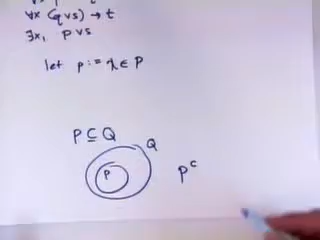 ∀x (q ∨ s) → t
∃x, p ∨ s
let p := x ∈ P
P ⊆ Q
Q
P
P^c